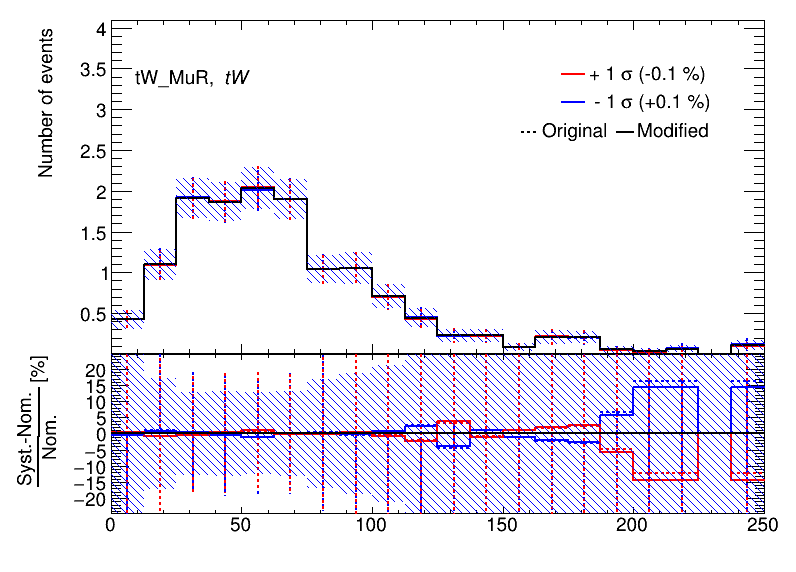 Number of events
4
3.5
3
2.5
2
1.5
1
0.5
tW_MuR, tW
+ 1 σ (-0.1 %)
- 1 σ (+0.1 %)
Original Modified
Syst.-Nom. [%]
Nom.
20
15
10
5
0
−5
−10
−15
−20
0 50 100 150 200 250